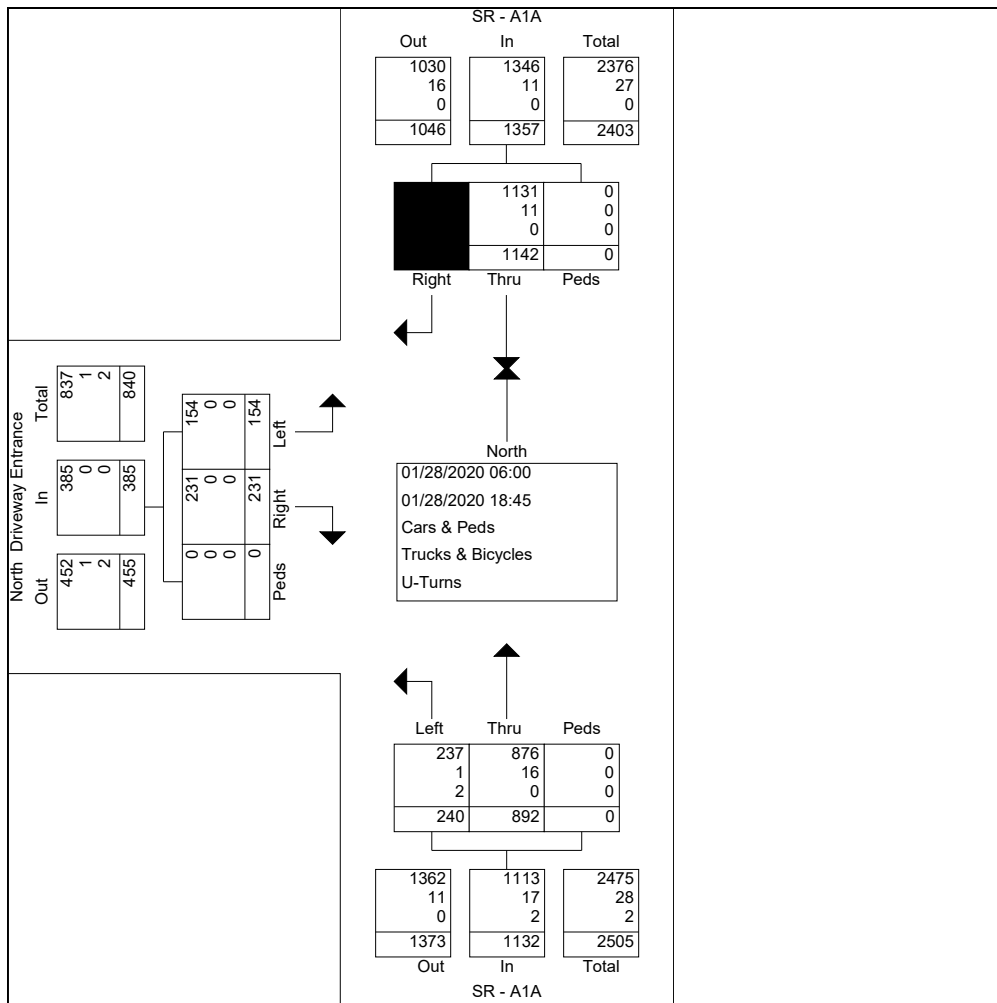 SR - A1A
Out In Total
1030 1346 2376
16 11 27
0 0 0
1046 1357 2403
1131 0
11 0
0 0
1142 0
Right Thru Peds
North Driveway Entrance
Total
837
1
2
840
In
385
0
0
385
Out
452
1
2
455
154
0
0
154
Left
231
0
0
231
Right
0
0
0
0
Peds
North
01/28/2020 06:00
01/28/2020 18:45
Cars & Peds
Trucks & Bicycles
U-Turns
Left Thru Peds
237 876 0
1 16 0
2 0 0
240 892 0
1362 1113 2475
11 17 28
0 2 2
1373 1132 2505
Out In Total
SR - A1A